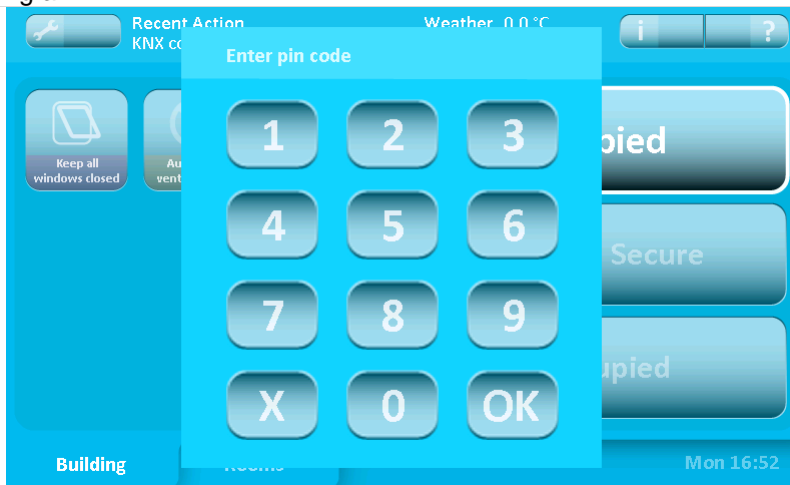 Recent Action
Weather 0.0 °C
i
?
KNX co
Enter pin code
1 2 3
pied
Keep all
windows closed
Au
vent
4 5 6
Secure
7 8 9
upied
X 0 OK
Building
Mon 16:52